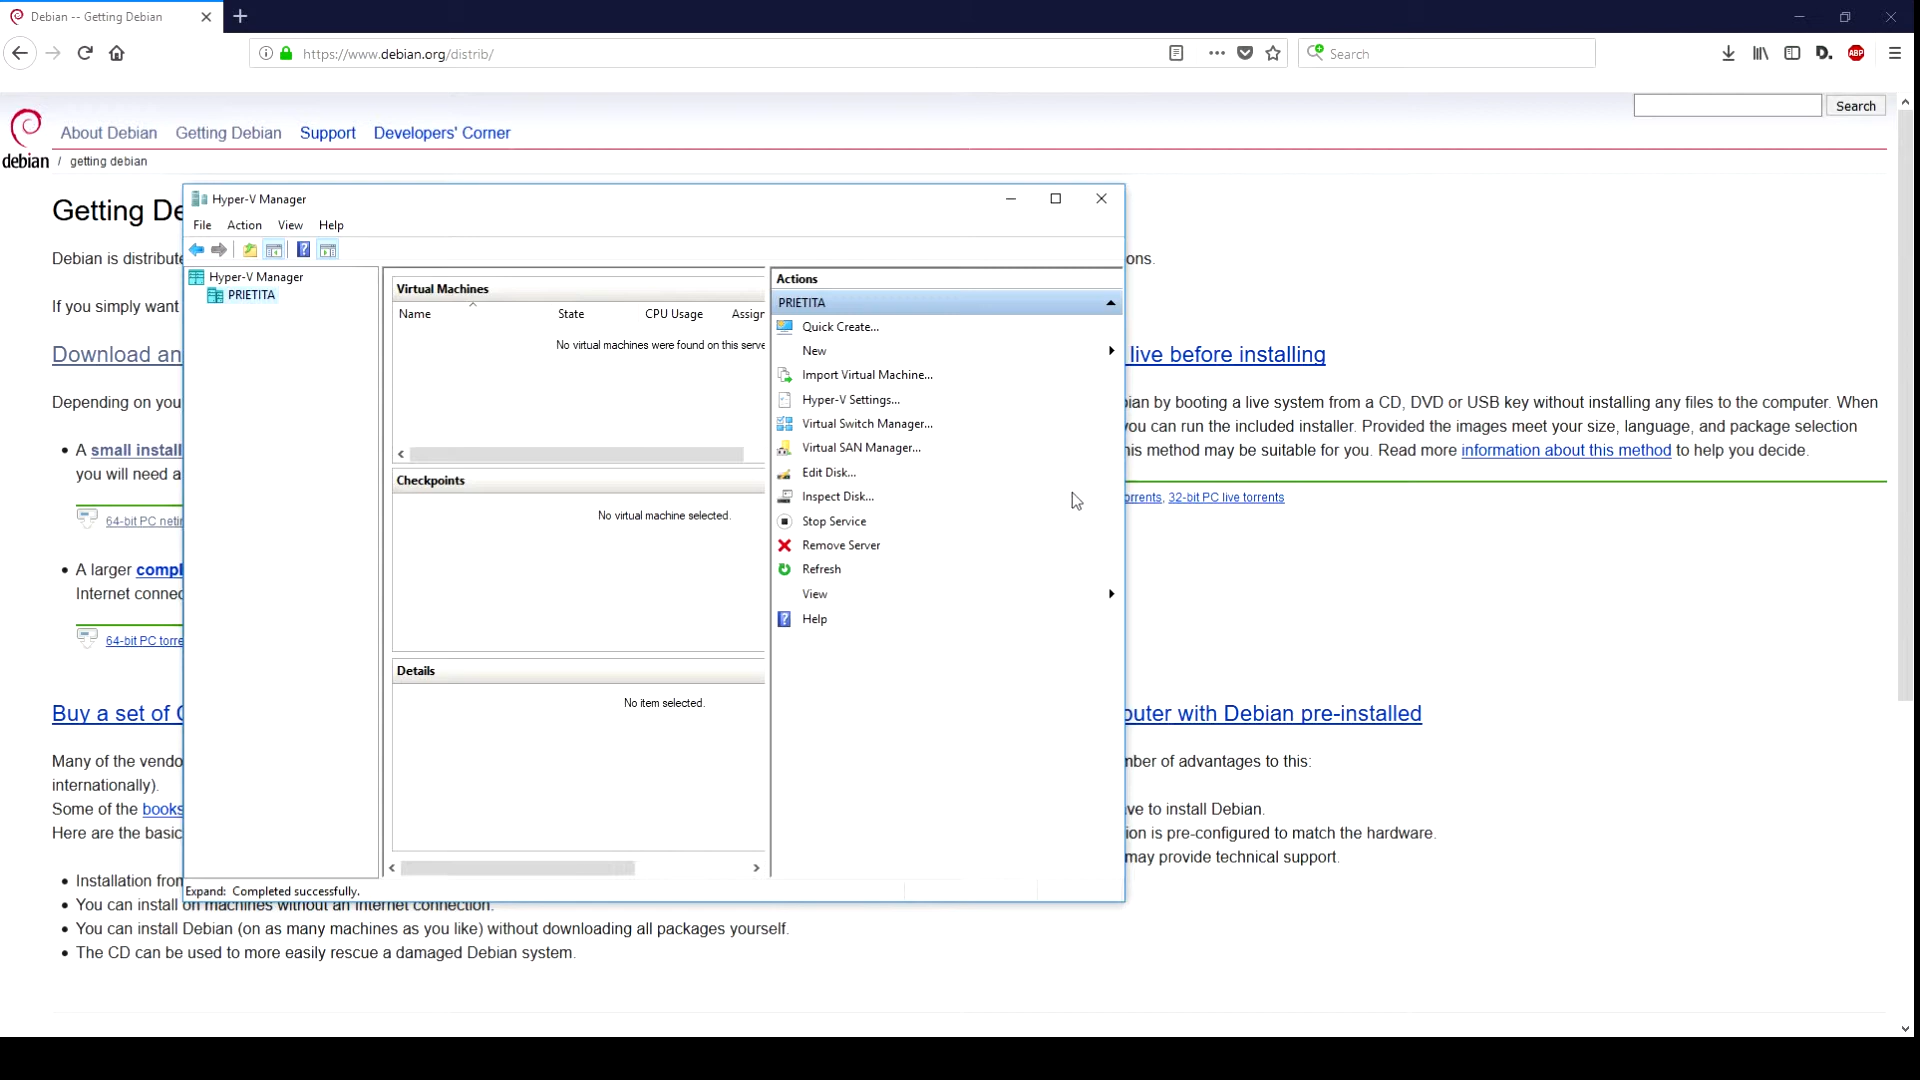 Debian -- Getting Debian
https://www.debian.org/distrib/
Search
ABP
Search
About Debian Getting Debian Support Developers' Corner
debian / getting debian
Getting De
Debian is distribute
ons.
If you simply want
Download an
live before installing
Depending on you
ian by booting a live system from a CD, DVD or USB key without installing any files to the computer. When
A small install
ou can run the included installer. Provided the images meet your size, language, and package selection
you will need a
his method may be suitable for you. Read more information about this method to help you decide.
64-bit PC netin
orrents, 32-bit PC live torrents
A larger compl
Internet connec
64-bit PC torre
Buy a set of C
outer with Debian pre-installed
Many of the vendo
mber of advantages to this:
internationally).
Some of the books
ve to install Debian.
Here are the basic
ion is pre-configured to match the hardware.
may provide technical support.
Installation from
You can install on machines without an Internet connection.
You can install Debian (on as many machines as you like) without downloading all packages yourself.
The CD can be used to more easily rescue a damaged Debian system.
Hyper-V Manager
File Action View Help
Hyper-V Manager
PRIETITA
Virtual Machines
Name State CPU Usage Assign
No virtual machines were found on this serve
Checkpoints
No virtual machine selected.
Details
No item selected.
Actions
PRIETITA
Quick Create...
New
Import Virtual Machine...
Hyper-V Settings...
Virtual Switch Manager...
Virtual SAN Manager...
Edit Disk...
Inspect Disk...
Stop Service
Remove Server
Refresh
View
Help
Expand: Completed successfully.